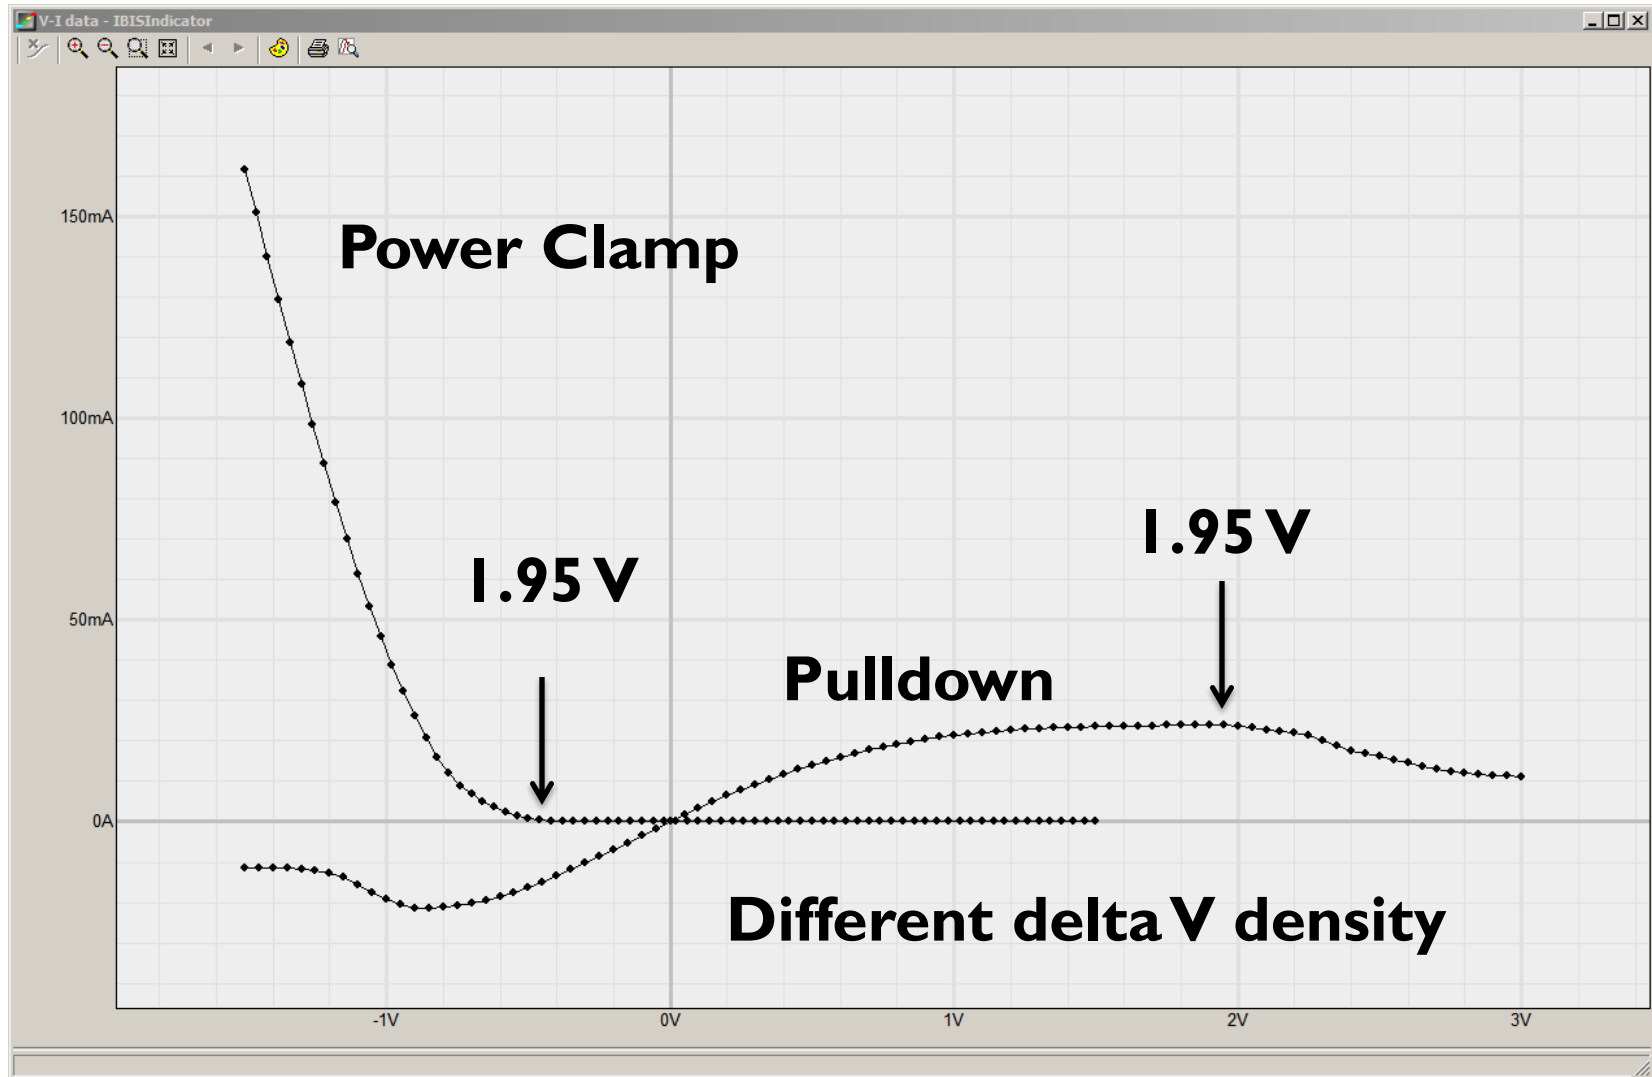 V-I data - IBISIndicator
150mA
Power Clamp
100mA
1.95 V
1.95 V
50mA
Pulldown
0A
Different delta V density
-1V 0V 1V 2V 3V